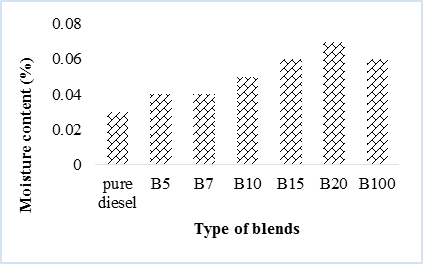 0.08
0.06
0.04
0.02
0
Moisture content (%)
pure diesel B5 B7 B10 B15 B20 B100
Type of blends